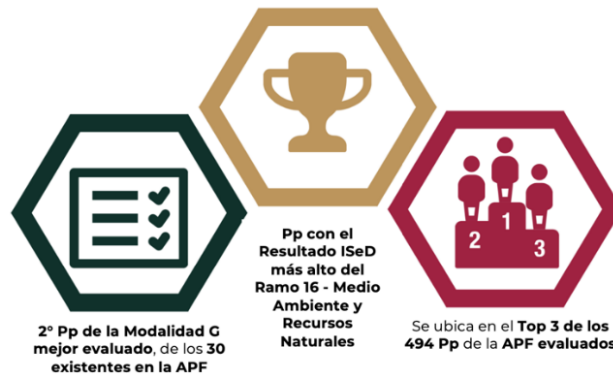 2° Pp de la Modalidad G
mejor evaluado, de los 30
existentes en la APF
Pp con el
Resultado ISeD
más alto del
Ramo 16 - Medio
Ambiente y
Recursos
Naturales
2 1 3
Se ubica en el Top 3 de los
494 Pp de la APF evaluados